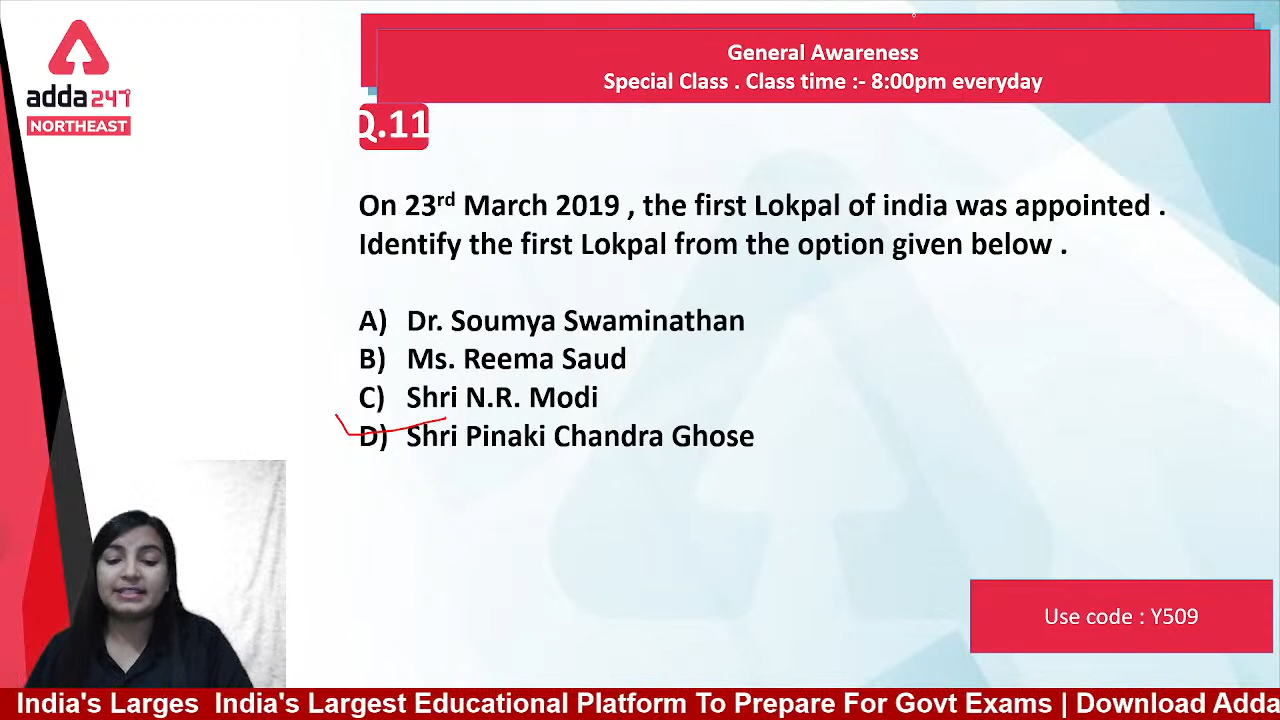 adda247
NORTHEAST
General Awareness
Special Class . Class time :- 8:00pm everyday
Q.11
On 23rd March 2019 , the first Lokpal of india was appointed .
Identify the first Lokpal from the option given below .
A) Dr. Soumya Swaminathan
B) Ms. Reema Saud
C) Shri N.R. Modi
D) Shri Pinaki Chandra Ghose
Use code : Y509
India's Larges India's Largest Educational Platform To Prepare For Govt Exams | Download Adda